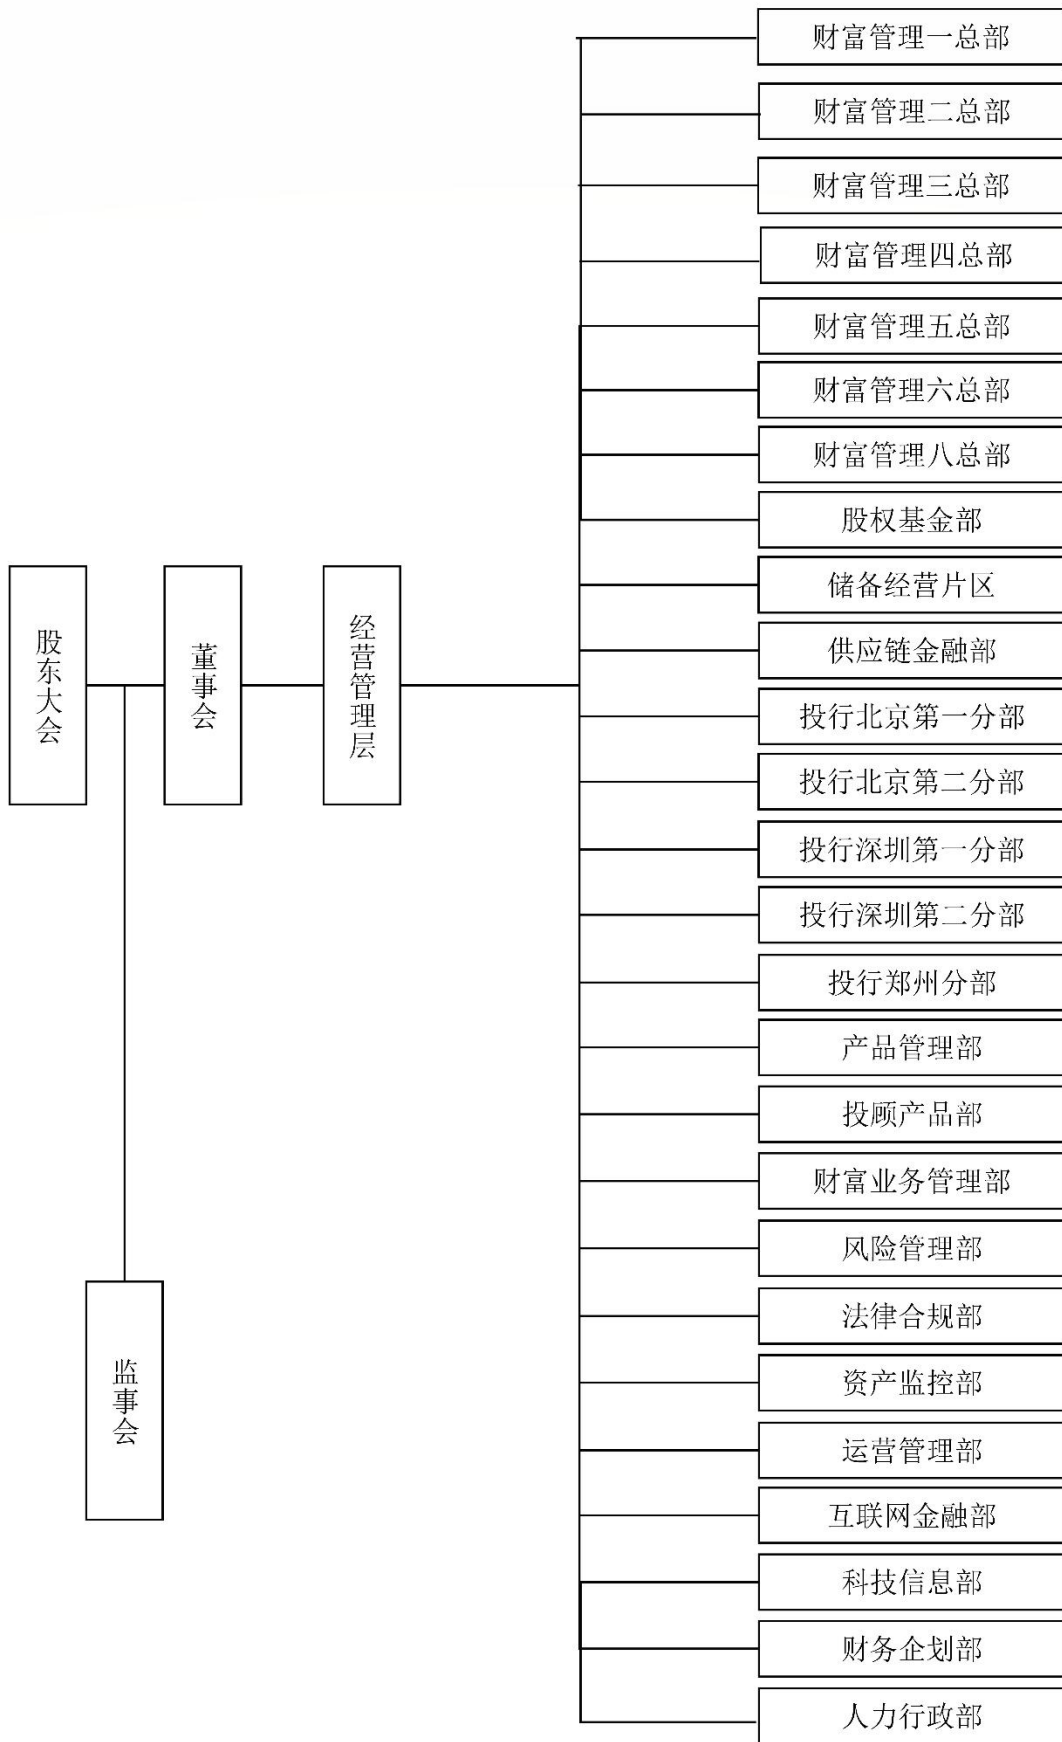 股东大会
董事会
经营管理层
监事会
财富管理一总部
财富管理二总部
财富管理三总部
财富管理四总部
财富管理五总部
财富管理六总部
财富管理八总部
股权基金部
储备经营片区
供应链金融部
投行北京第一分部
投行北京第二分部
投行深圳第一分部
投行深圳第二分部
投行郑州分部
产品管理部
投顾产品部
财富业务管理部
风险管理部
法律合规部
资产监控部
运营管理部
互联网金融部
科技信息部
财务企划部
人力行政部